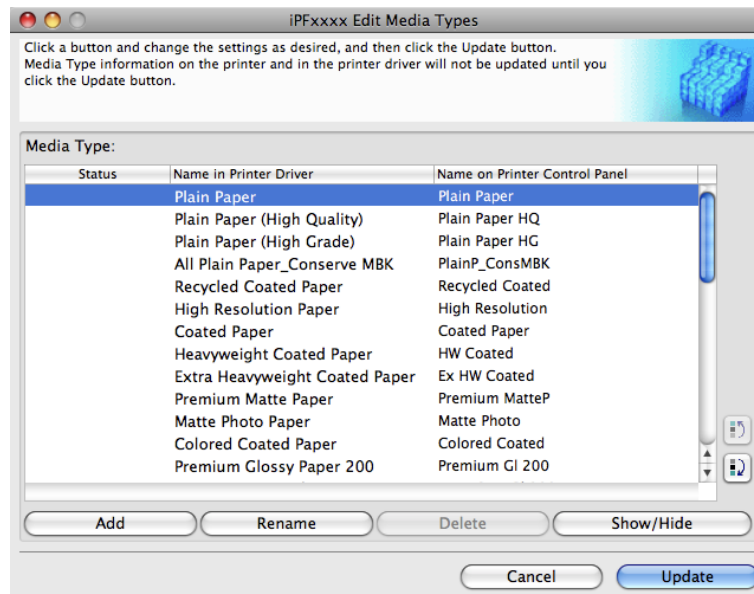 iPFxxxx Edit Media Types
Click a button and change the settings as desired, and then click the Update button.
Media Type information on the printer and in the printer driver will not be updated until you
click the Update button.
Media Type:
Status Name in Printer Driver Name on Printer Control Panel
Plain Paper Plain Paper
Plain Paper (High Quality) Plain Paper HQ
Plain Paper (High Grade) Plain Paper HG
All Plain Paper_Conserve MBK PlainP_ConsMBK
Recycled Coated Paper Recycled Coated
High Resolution Paper High Resolution
Coated Paper Coated Paper
Heavyweight Coated Paper HW Coated
Extra Heavyweight Coated Paper Ex HW Coated
Premium Matte Paper Premium MatteP
Matte Photo Paper Matte Photo
Colored Coated Paper Colored Coated
Premium Glossy Paper 200 Premium Gl 200
Add Rename Delete Show/Hide
Cancel Update